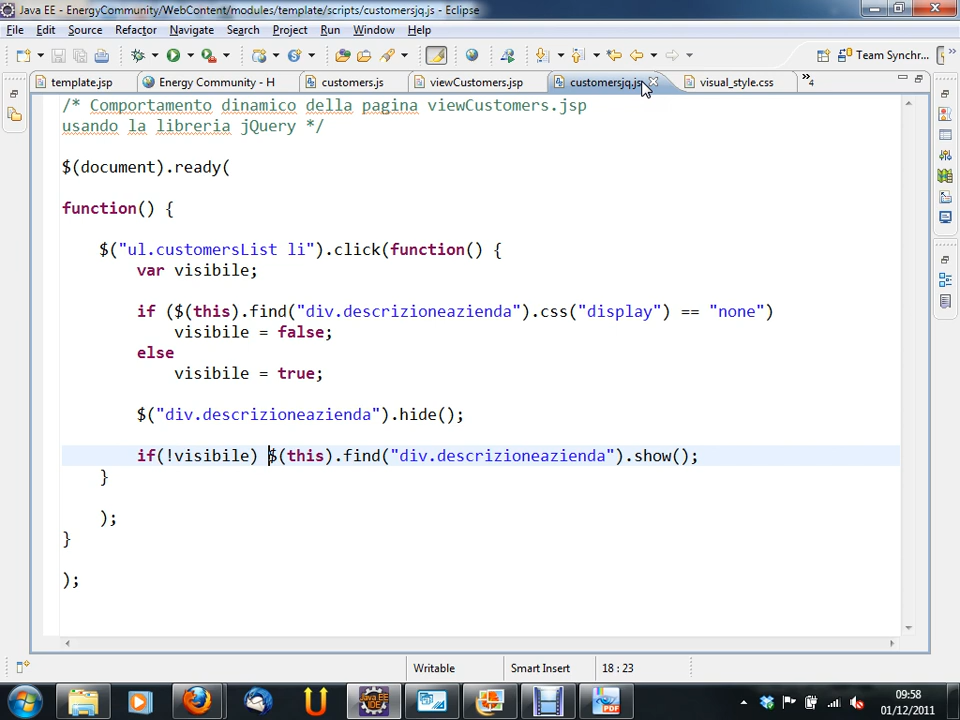 Java EE - EnergyCommunity/WebContent/modules/template/scripts/customersjq.js - Eclipse
File Edit Source Refactor Navigate Search Project Run Window Help
Team Synchr...
template.jsp
Energy Community - H
customers.js
viewCustomers.jsp
customersjq.js
visual_style.css
»4
/* Comportamento dinamico della pagina viewCustomers.jsp
usando la libreria jQuery */
$(document).ready(
function() {
$("ul.customersList li").click(function() {
var visibile;
if ($(this).find("div.descrizioneazienda").css("display") == "none")
visibile = false;
else
visibile = true;
$("div.descrizioneazienda").hide();
if(!visibile) $(this).find("div.descrizioneazienda").show();
}
);
}
);
Writable
Smart Insert
18 : 23
09:58
01/12/2011